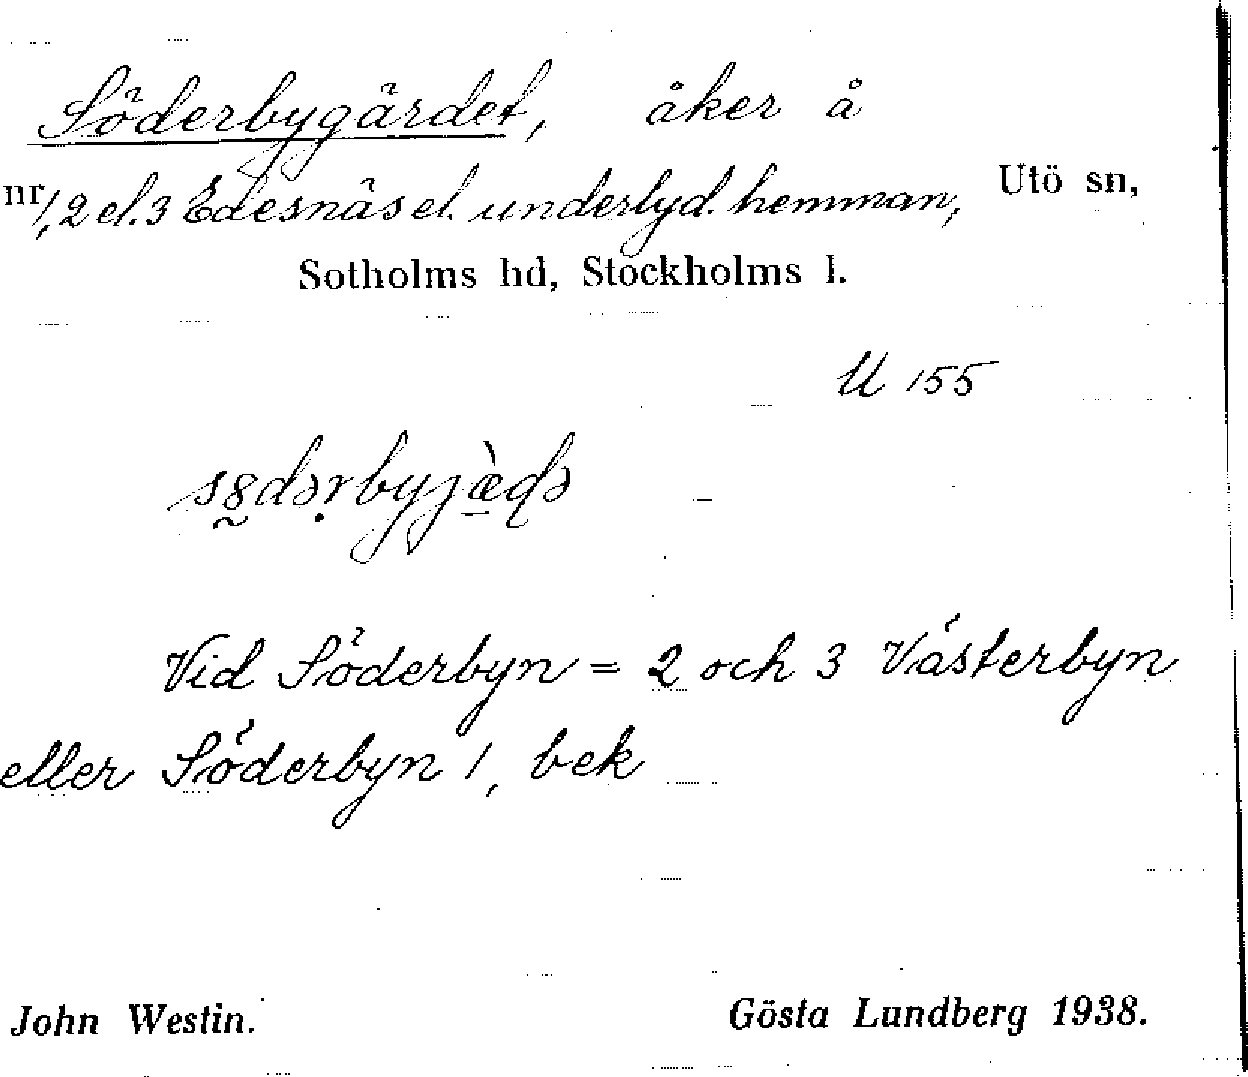 Söderbygärdet, åker å
nr 1, 2 el. 3 Edesnäs el. underlyd. hemman, Utö sn,
Sotholms hd, Stockholms l.
U 155
Vid Söderbyn = 2 och 3 Västerbyn
eller Söderbyn 1, bek
John Westin. Gösta Lundberg 1938.